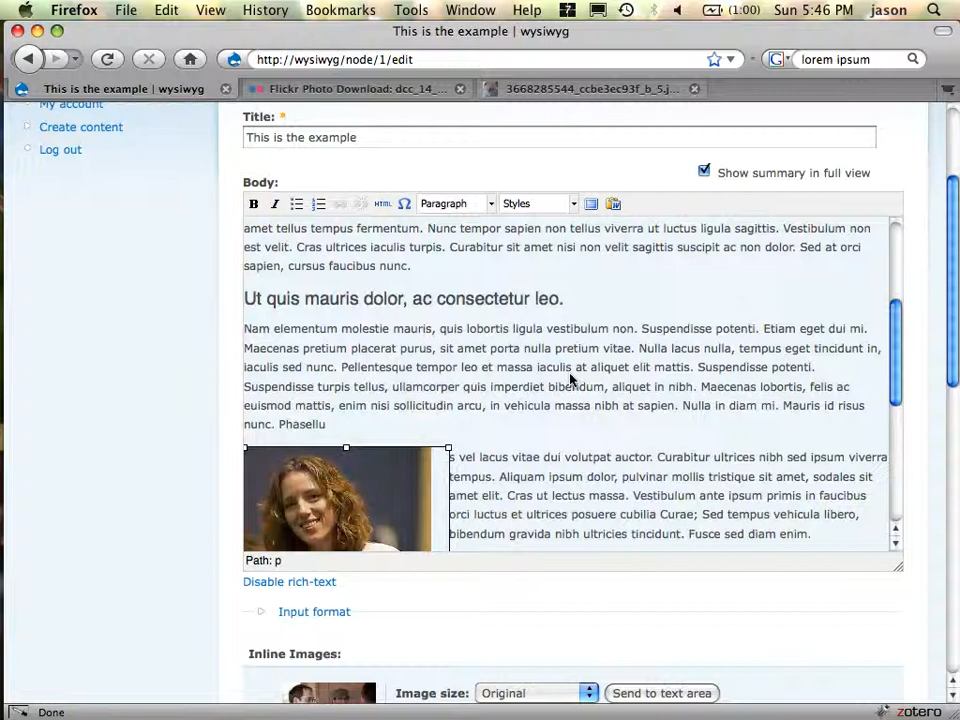 Firefox File Edit View History Bookmarks Tools Window Help (1:00) Sun 5:46 PM jason
This is the example | wysiwyg
http://wysiwyg/node/1/edit
lorem ipsum
This is the example | wysiwyg
Flickr Photo Download: dcc_14_...
3668285544_ccbe3ec93f_b_5.j...
My account
Create content
Log out
Title: *
This is the example
Show summary in full view
Body:
B I HTML Ω Paragraph Styles
amet tellus tempus fermentum. Nunc tempor sapien non tellus viverra ut luctus ligula sagittis. Vestibulum non
est velit. Cras ultrices iaculis turpis. Curabitur sit amet nisi non velit sagittis suscipit ac non dolor. Sed at orci
sapien, cursus faucibus nunc.
Ut quis mauris dolor, ac consectetur leo.
Nam elementum molestie mauris, quis lobortis ligula vestibulum non. Suspendisse potenti. Etiam eget dui mi.
Maecenas pretium placerat purus, sit amet porta nulla pretium vitae. Nulla lacus nulla, tempus eget tincidunt in,
iaculis sed nunc. Pellentesque tempor leo et massa iaculis at aliquet elit mattis. Suspendisse potenti.
Suspendisse turpis tellus, ullamcorper quis imperdiet bibendum, aliquet in nibh. Maecenas lobortis, felis ac
euismod mattis, enim nisi sollicitudin arcu, in vehicula massa nibh at sapien. Nulla in diam mi. Mauris id risus
nunc. Phasellu
s vel lacus vitae dui volutpat auctor. Curabitur ultrices nibh sed ipsum viverra
tempus. Aliquam ipsum dolor, pulvinar mollis tristique sit amet, sodales sit
amet elit. Cras ut lectus massa. Vestibulum ante ipsum primis in faucibus
orci luctus et ultrices posuere cubilia Curae; Sed tempus vehicula libero,
bibendum gravida nibh ultricies tincidunt. Fusce sed diam enim.
Path: p
Disable rich-text
Input format
Inline Images:
Image size: Original Send to text area
Done
zotero